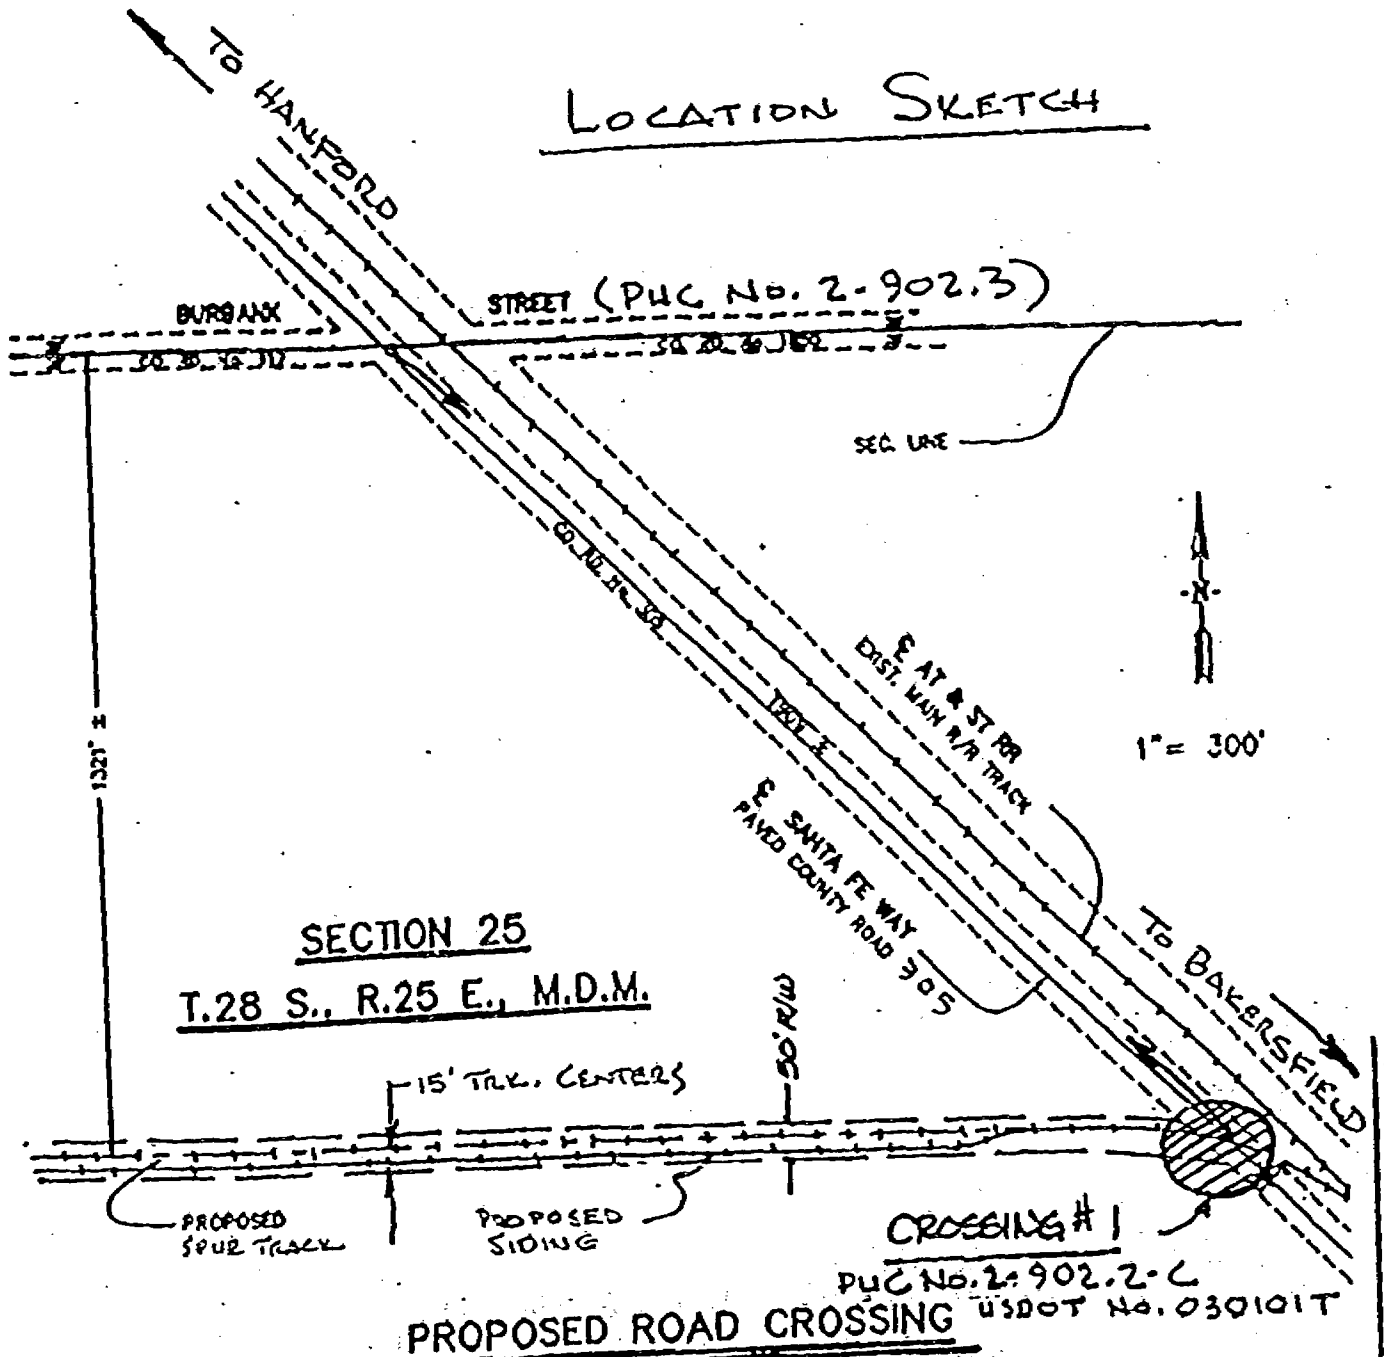 TO HANFORD
LOCATION SKETCH
BURBANK STREET (PUC No. 2-902.3)
SEC. LINE
-N-
1" = 300'
1321' ±
℄ AT & ST RR
EXIST. MAIN R/R TRACK
℄ SANTA FE WAY
PAVED COUNTY ROAD 305
TO BAKERSFIELD
SECTION 25
T.28 S., R.25 E., M.D.M.
50' R/W
15' TRK. CENTERS
PROPOSED
SPUR TRACK
PROPOSED
SIDING
CROSSING #1
PUC No. 2-902.2-C
USDOT No. 030101T
PROPOSED ROAD CROSSING